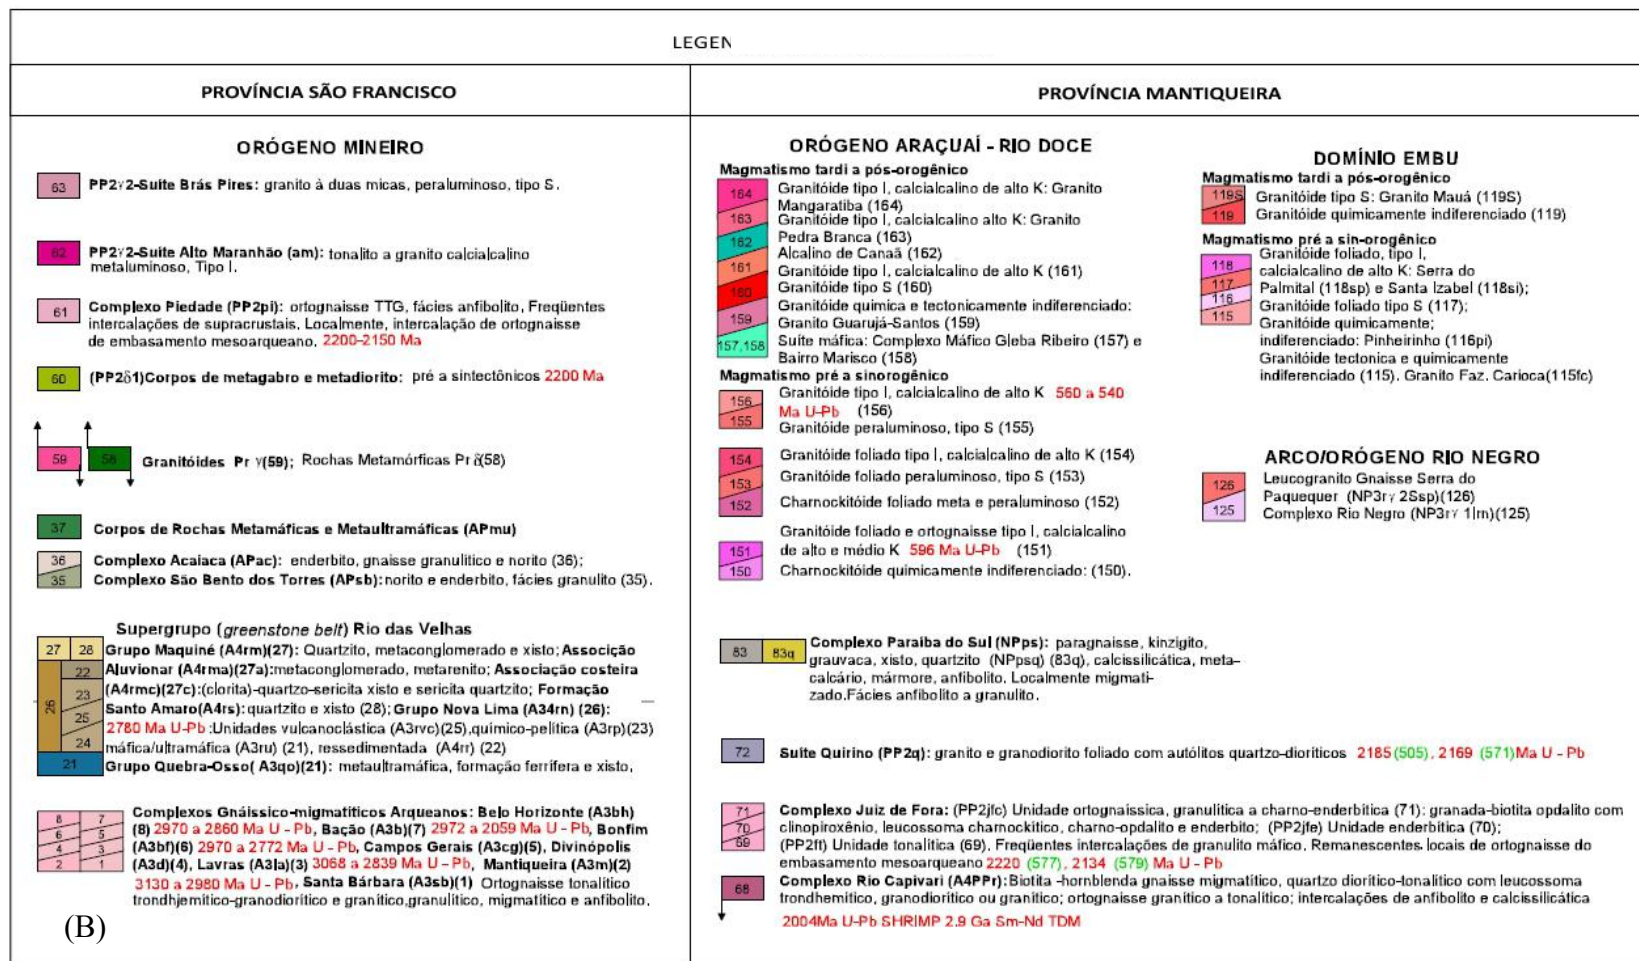 LEGEN
PROVÍNCIA SÃO FRANCISCO
ORÓGENO MINEIRO
63 PP2γ2-Suíte Brás Pires: granito à duas micas, peraluminoso, tipo S.
62 PP2γ2-Suíte Alto Maranhão (am): tonalito a granito calcialcalino
metaluminoso, Tipo I.
61 Complexo Piedade (PP2pi): ortognaisse TTG, fácies anfibolito, Freqüentes
intercalações de supracrustais. Localmente, intercalação de ortognaisse
de embasamento mesoarqueano. 2200-2150 Ma
60 (PP2δ1)Corpos de metagabro e metadiorito: pré a sintectônicos 2200 Ma
59 58 Granitóides Pr γ(59); Rochas Metamórficas Pr δ(58)
37 Corpos de Rochas Metamáficas e Metaultramáficas (APmu)
36 Complexo Acaiaca (APac): enderbito, gnaisse granulítico e norito (36);
35 Complexo São Bento dos Torres (APsb): norito e enderbito, fácies granulito (35).
Supergrupo (greenstone belt) Rio das Velhas
27 28 22 23 26 25 24 21
Grupo Maquiné (A4rm)(27): Quartzito, metaconglomerado e xisto; Associção
Aluvionar (A4rma)(27a):metaconglomerado, metarenito; Associação costeira
(A4rmc)(27c):(clorita)-quartzo-sericita xisto e sericita quartzito; Formação
Santo Amaro(A4rs): quartzito e xisto (28); Grupo Nova Lima (A34rn) (26):
2780 Ma U-Pb :Unidades vulcanoclástica (A3rvc)(25),químico-pelítica (A3rp)(23)
máfica/ultramáfica (A3ru) (21), ressedimentada (A4rr) (22)
Grupo Quebra-Osso( A3qo)(21): metaultramáfica, formação ferrífera e xisto.
8 7 6 5 4 3 2 1
Complexos Gnáissico-migmatíticos Arqueanos: Belo Horizonte (A3bh)
(8) 2970 a 2860 Ma U - Pb, Bação (A3b)(7) 2972 a 2059 Ma U - Pb, Bonfim
(A3bf)(6) 2970 a 2772 Ma U - Pb, Campos Gerais (A3cg)(5), Divinópolis
(A3d)(4), Lavras (A3la)(3) 3068 a 2839 Ma U - Pb, Mantiqueira (A3m)(2)
3130 a 2980 Ma U - Pb, Santa Bárbara (A3sb)(1) Ortognaisse tonalítico
trondhjemítico-granodiorítico e granítico,granulítico, migmatítico e anfibolito.
(B)
PROVÍNCIA MANTIQUEIRA
ORÓGENO ARAÇUAÍ - RIO DOCE
Magmatismo tardi a pós-orogênico
164 163 162 161 160 159 157,158
Granitóide tipo I, calcialcalino de alto K: Granito
Mangaratiba (164)
Granitóide tipo I, calcialcalino alto K: Granito
Pedra Branca (163)
Alcalino de Canaã (162)
Granitóide tipo I, calcialcalino de alto K (161)
Granitóide tipo S (160)
Granitóide química e tectonicamente indiferenciado:
Granito Guarujá-Santos (159)
Suíte máfica: Complexo Máfico Gleba Ribeiro (157) e
Bairro Marisco (158)
Magmatismo pré a sinorogênico
156 155
Granitóide tipo I, calcialcalino de alto K 560 a 540
Ma U-Pb (156)
Granitóide peraluminoso, tipo S (155)
154 153 152
Granitóide foliado tipo I, calcialcalino de alto K (154)
Granitóide foliado peraluminoso, tipo S (153)
Charnockitóide foliado meta e peraluminoso (152)
151 150
Granitóide foliado e ortognaisse tipo I, calcialcalino
de alto e médio K 596 Ma U-Pb (151)
Charnockitóide quimicamente indiferenciado: (150).
DOMÍNIO EMBU
Magmatismo tardi a pós-orogênico
119S Granitóide tipo S: Granito Mauá (119S)
119 Granitóide quimicamente indiferenciado (119)
Magmatismo pré a sin-orogênico
118 117 116 115
Granitóide foliado, tipo I,
calcialcalino de alto K: Serra do
Palmital (118sp) e Santa Izabel (118si);
Granitóide foliado tipo S (117);
Granitóide quimicamente;
indiferenciado: Pinheirinho (116pi)
Granitóide tectonica e quimicamente
indiferenciado (115). Granito Faz. Carioca(115fc)
ARCO/ORÓGENO RIO NEGRO
126 125
Leucogranito Gnaisse Serra do
Paquequer (NP3rγ 2Ssp)(126)
Complexo Rio Negro (NP3rγ 1Irn)(125)
83 83q Complexo Paraíba do Sul (NPps): paragnaisse, kinzigito,
grauvaca, xisto, quartzito (NPpsq) (83q), calcissilicática, meta-
calcário, mármore, anfibolito. Localmente migmati-
zado.Fácies anfibolito a granulito.
72 Suíte Quirino (PP2q): granito e granodiorito foliado com autólitos quartzo-dioríticos 2185 (505), 2169 (571)Ma U - Pb
71 70 69
Complexo Juiz de Fora: (PP2jfc) Unidade ortognaíssica, granulítica a charno-enderbítica (71): granada-biotita opdalito com
clinopiroxênio, leucossoma charnockítico, charno-opdalito e enderbito; (PP2jfe) Unidade enderbítica (70);
(PP2ft) Unidade tonalítica (69). Freqüentes intercalações de granulito máfico. Remanescentes locais de ortognaisse do
embasamento mesoarqueano 2220 (577), 2134 (579) Ma U - Pb
68 Complexo Rio Capivari (A4PPr):Biotita -hornblenda gnaisse migmatítico, quartzo diorítico-tonalítico com leucossoma
trondhemítico, granodiorítico ou granítico; ortognaisse granítico a tonalítico; intercalações de anfibolito e calcissilicática
2004Ma U-Pb SHRIMP 2.9 Ga Sm-Nd TDM